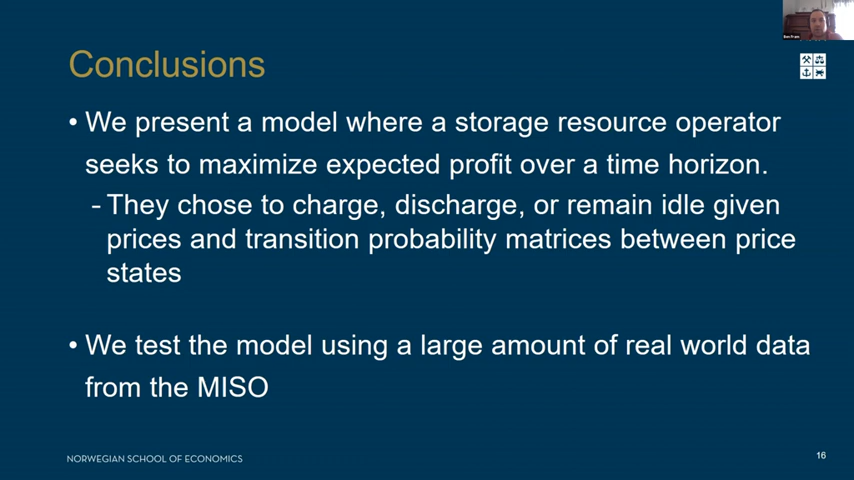 Conclusions
• We present a model where a storage resource operator
seeks to maximize expected profit over a time horizon.
- They chose to charge, discharge, or remain idle given
prices and transition probability matrices between price
states
• We test the model using a large amount of real world data
from the MISO
NORWEGIAN SCHOOL OF ECONOMICS
16